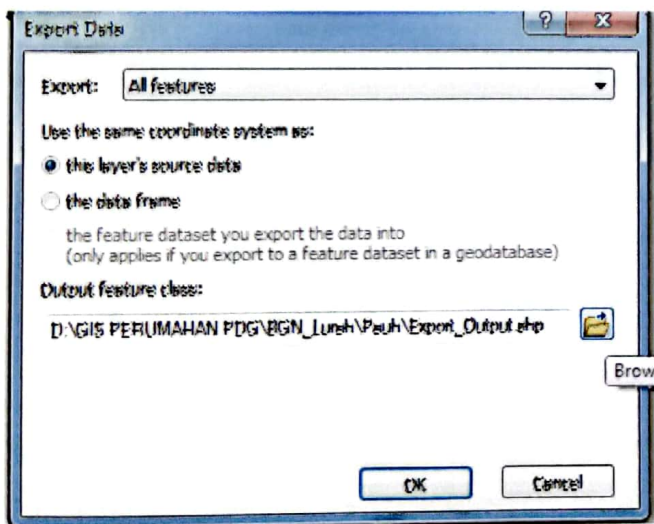 Export Data
Export: All features
Use the same coordinate system as:
this layer's source data
the data frame
the feature dataset you export the data into
(only applies if you export to a feature dataset in a geodatabase)
Output feature class:
D:\GIS PERUMAHAN PDG\BGN_Lurah\Pauh\Export_Output.shp
Brow
OK Cancel